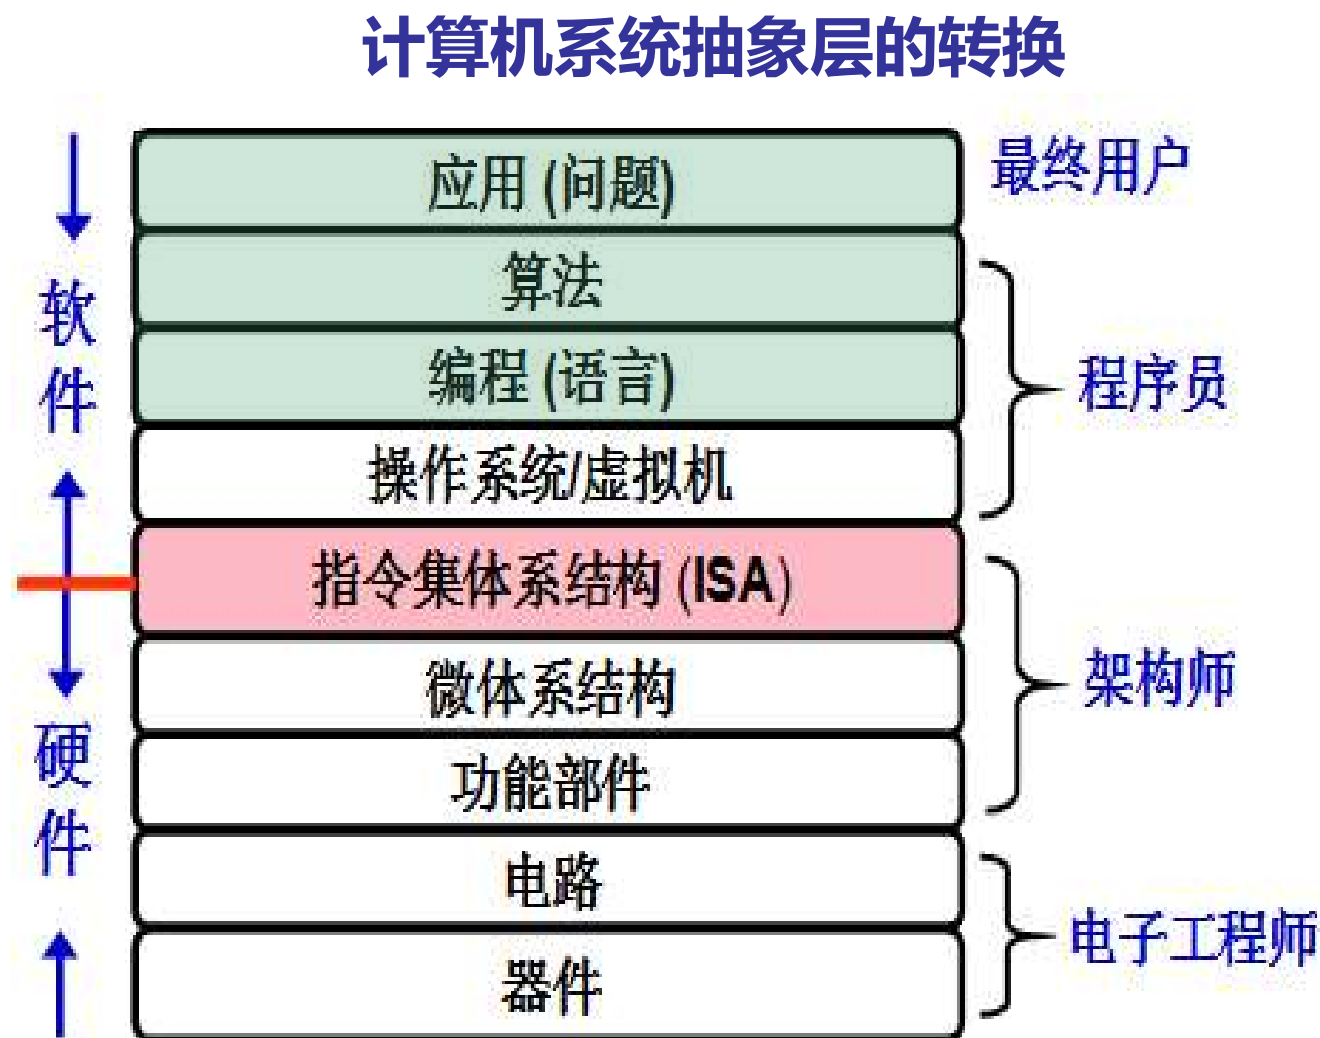 计算机系统抽象层的转换
应用 (问题)
最终用户
算法
编程 (语言)
程序员
操作系统/虚拟机
软件
指令集体系结构 (ISA)
微体系结构
架构师
功能部件
硬件
电路
电子工程师
器件